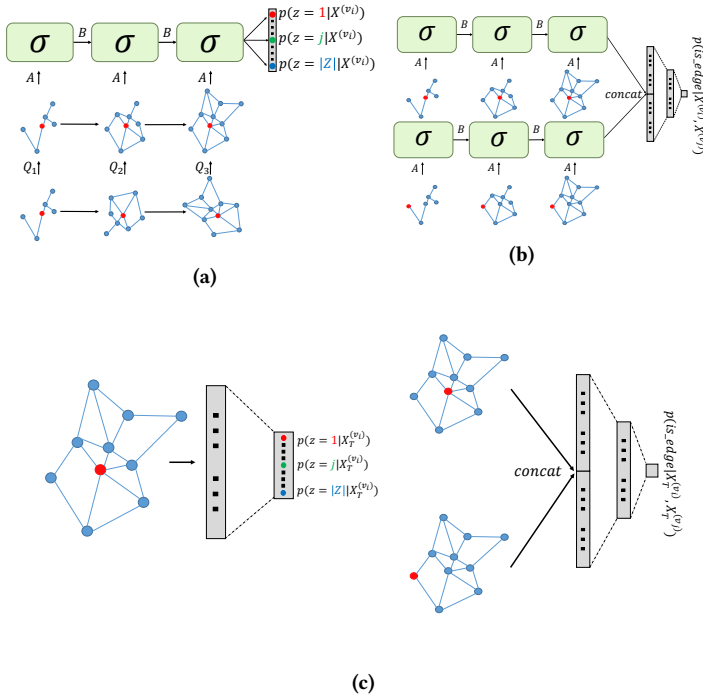 σ B σ B σ
p(z = 1|X^(v_i))
p(z = j|X^(v_i))
p(z = |Z||X^(v_i))
A A A
Q_1 Q_2 Q_3
(a)
σ B σ B σ
A A A
concat
σ B σ B σ
A A A
p(is_edge|X^(v_i), X^(v_j))
(b)
p(z = 1|X_T^(v_i))
p(z = j|X_T^(v_i))
p(z = |Z||X_T^(v_i))
concat
p(is_edge|X_T^(v_i), X_T^(v_j))
(c)